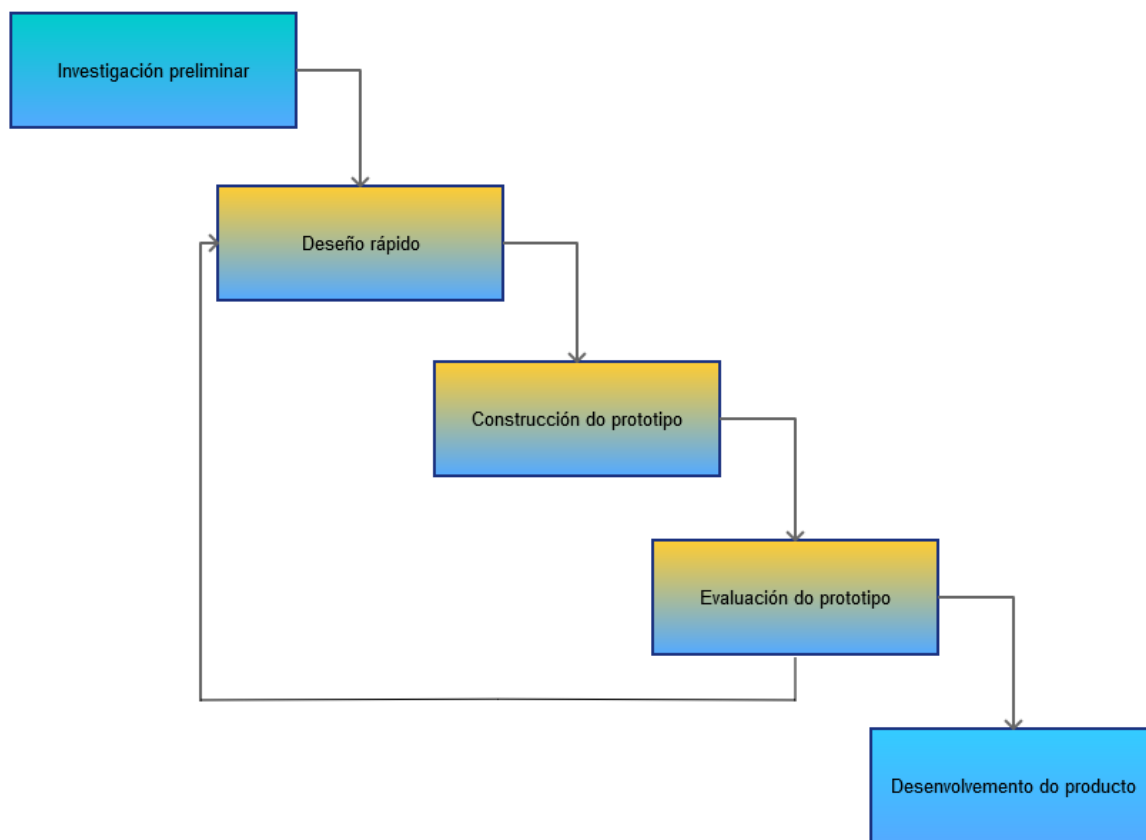 Investigación preliminar
Deseño rápido
Construcción do prototipo
Evaluación do prototipo
Desenvolvemento do producto